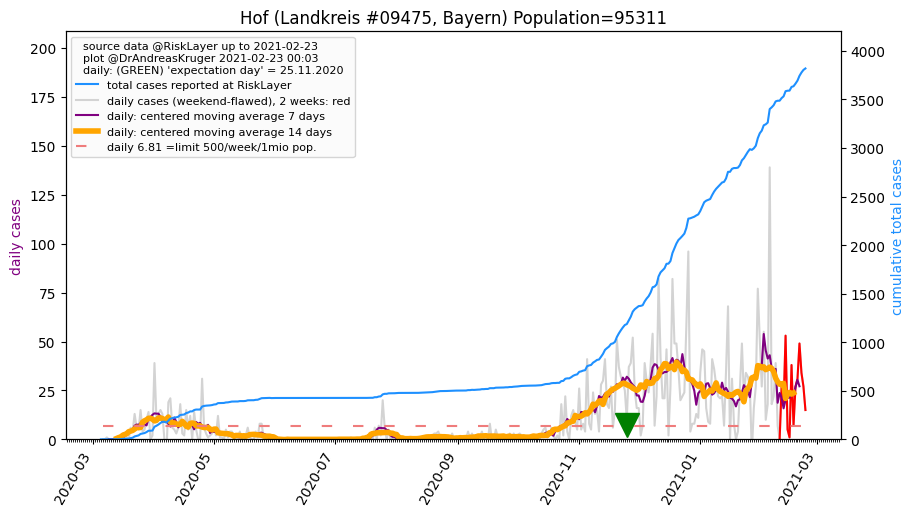 Hof (Landkreis #09475, Bayern) Population=95311
source data @RiskLayer up to 2021-02-23
plot @DrAndreasKruger 2021-02-23 00:03
daily: (GREEN) 'expectation day' = 25.11.2020
total cases reported at RiskLayer
daily cases (weekend-flawed), 2 weeks: red
daily: centered moving average 7 days
daily: centered moving average 14 days
daily 6.81 =limit 500/week/1mio pop.
daily cases
200
175
150
125
100
75
50
25
0
cumulative total cases
4000
3500
3000
2500
2000
1500
1000
500
0
2020-03
2020-05
2020-07
2020-09
2020-11
2021-01
2021-03